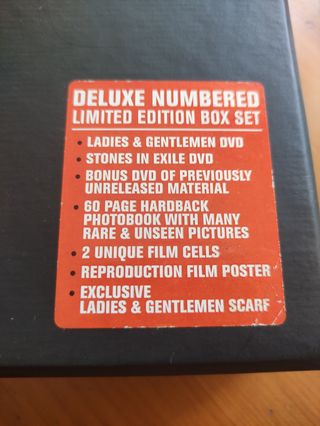 DELUXE NUMBERED
LIMITED EDITION BOX SET
• LADIES & GENTLEMEN DVD
• STONES IN EXILE DVD
• BONUS DVD OF PREVIOUSLY
UNRELEASED MATERIAL
• 60 PAGE HARDBACK
PHOTOBOOK WITH MANY
RARE & UNSEEN PICTURES
• 2 UNIQUE FILM CELLS
• REPRODUCTION FILM POSTER
• EXCLUSIVE
LADIES & GENTLEMEN SCARF